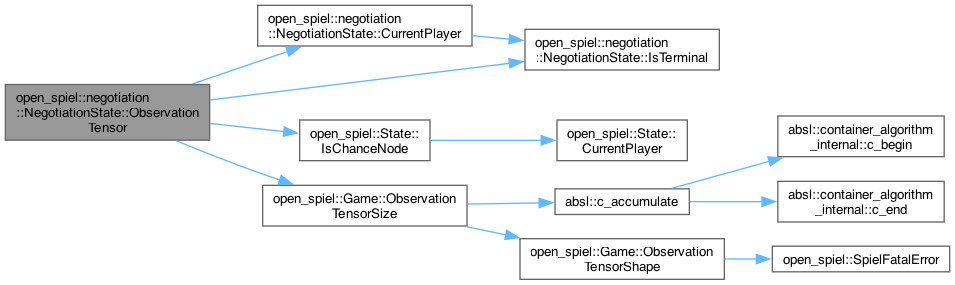 open_spiel::negotiation
::NegotiationState::CurrentPlayer
open_spiel::negotiation
::NegotiationState::IsTerminal
open_spiel::negotiation
::NegotiationState::Observation
Tensor
open_spiel::State::
IsChanceNode
open_spiel::State::
CurrentPlayer
absl::container_algorithm
_internal::c_begin
open_spiel::Game::Observation
TensorSize
absl::c_accumulate
absl::container_algorithm
_internal::c_end
open_spiel::Game::Observation
TensorShape
open_spiel::SpielFatalError